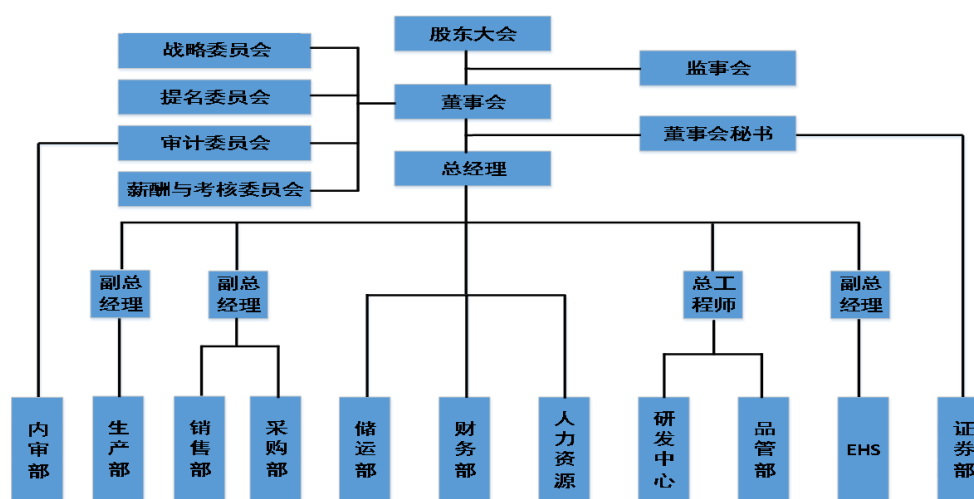 股东大会
战略委员会
监事会
提名委员会
董事会
审计委员会
董事会秘书
总经理
薪酬与考核委员会
副总
经理
副总
经理
总工
程师
副总
经理
内审部
生产部
销售部
采购部
储运部
财务部
人力资源
研发中心
品管部
EHS
证券部